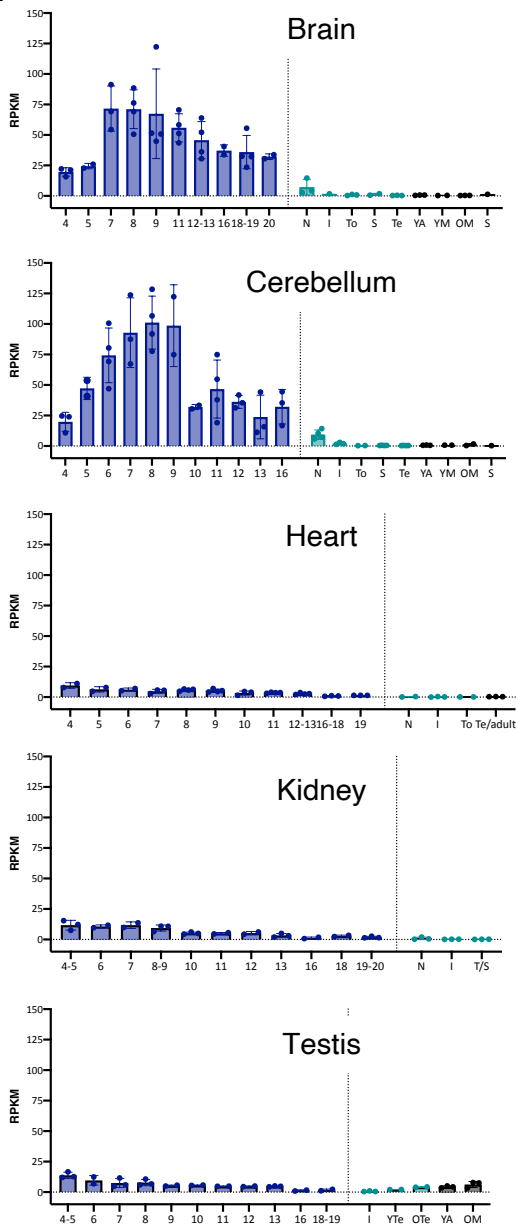 Brain
150
125
100
75
50
25
0
RPKM
4 5 7 8 9 11 12-13 16 18-19 20 N I To S Te YA YM OM S
Cerebellum
150
125
100
75
50
25
0
RPKM
4 5 6 7 8 9 10 11 12 13 16 N I To S Te YA YM OM S
Heart
150
125
100
75
50
25
0
RPKM
4 5 6 7 8 9 10 11 12-13 16-18 19 N I To Te/adult
Kidney
150
125
100
75
50
25
0
RPKM
4-5 6 7 8-9 10 11 12 13 16 18 19-20 N I T/S
Testis
150
125
100
75
50
25
0
RPKM
4-5 6 7 8 9 10 11 12 13 16 18-19 I YTe OTe YA OM